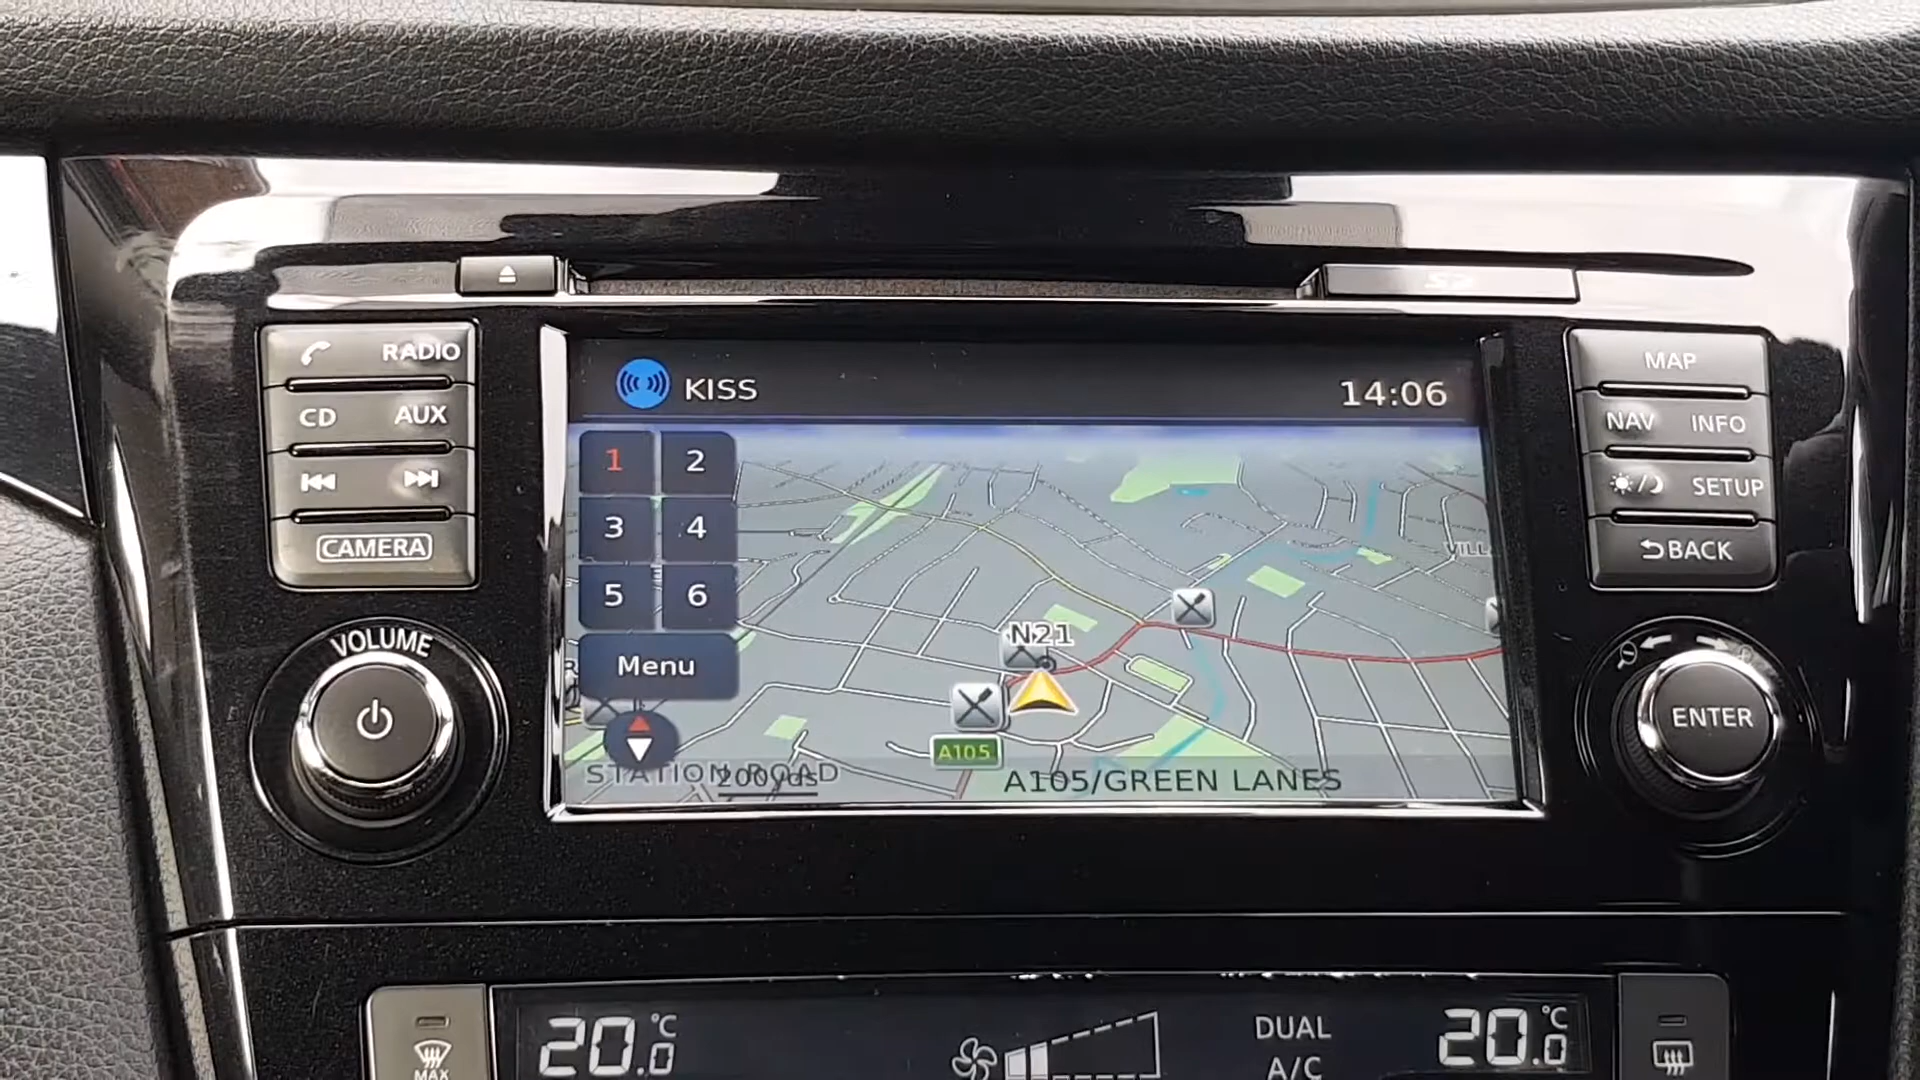 SD
RADIO
CD AUX
CAMERA
VOLUME
KISS
14:06
1 2
3 4
5 6
Menu
N21
A105
STATION ROAD
200yds
A105/GREEN LANES
MAP
NAV INFO
SETUP
BACK
ENTER
20.0 °C
DUAL
A/C
20.0 °C
MAX